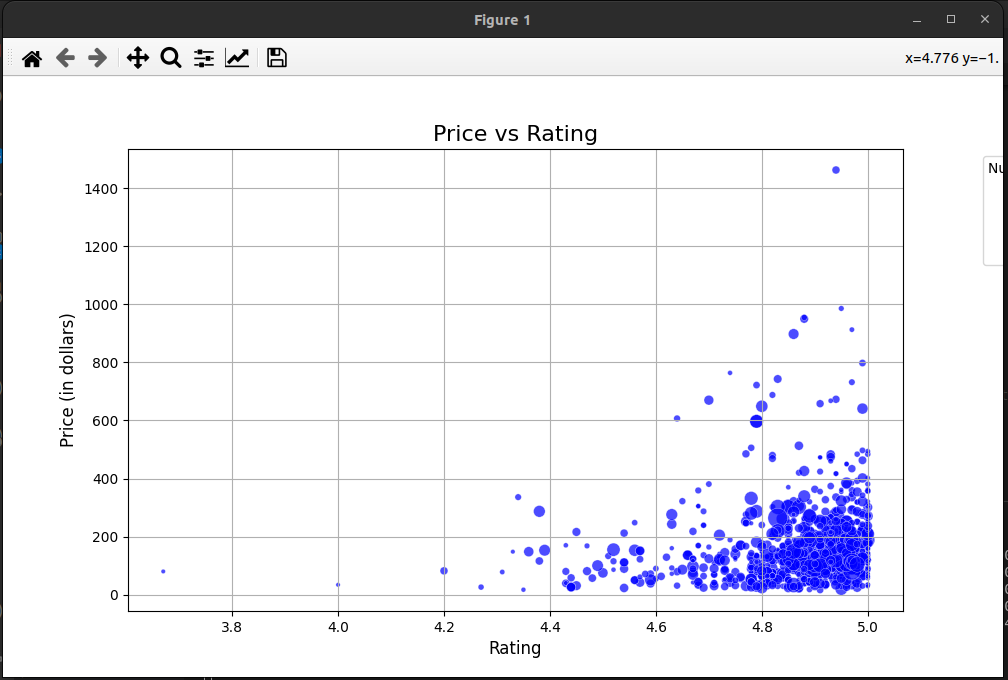 Figure 1
x=4.776 y=−1.
Price vs Rating
Nu
1400
1200
1000
800
600
400
200
0
Price (in dollars)
3.8 4.0 4.2 4.4 4.6 4.8 5.0
Rating